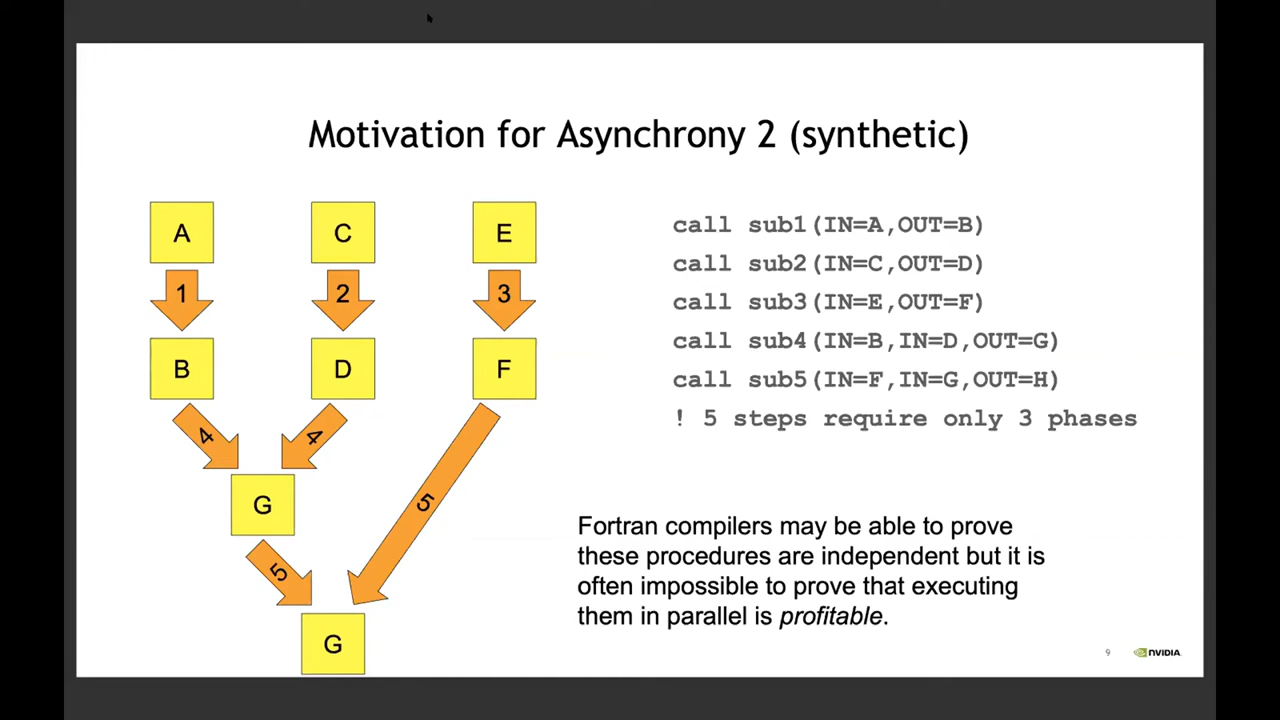 Motivation for Asynchrony 2 (synthetic)
A
C
E
1
2
3
B
D
F
4
4
5
G
5
G
call sub1(IN=A,OUT=B)
call sub2(IN=C,OUT=D)
call sub3(IN=E,OUT=F)
call sub4(IN=B,IN=D,OUT=G)
call sub5(IN=F,IN=G,OUT=H)
! 5 steps require only 3 phases
Fortran compilers may be able to prove
these procedures are independent but it is
often impossible to prove that executing
them in parallel is profitable.
9
NVIDIA.